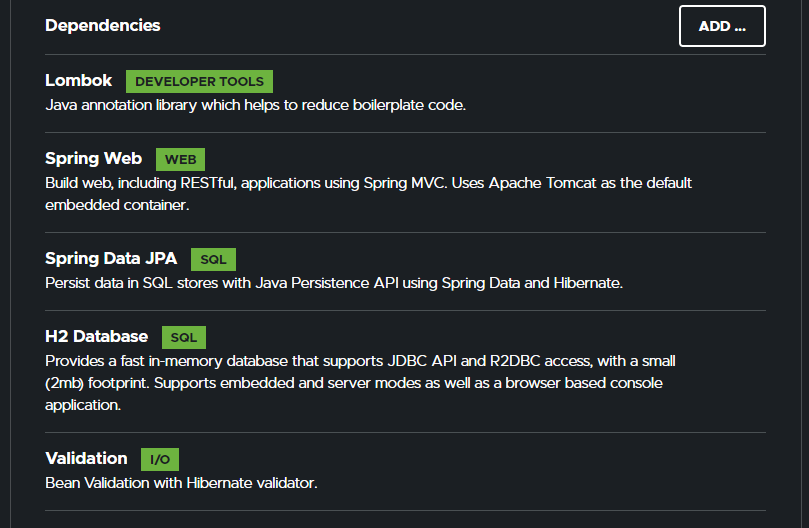 Dependencies
ADD ...
Lombok DEVELOPER TOOLS
Java annotation library which helps to reduce boilerplate code.
Spring Web WEB
Build web, including RESTful, applications using Spring MVC. Uses Apache Tomcat as the default
embedded container.
Spring Data JPA SQL
Persist data in SQL stores with Java Persistence API using Spring Data and Hibernate.
H2 Database SQL
Provides a fast in-memory database that supports JDBC API and R2DBC access, with a small
(2mb) footprint. Supports embedded and server modes as well as a browser based console
application.
Validation I/O
Bean Validation with Hibernate validator.